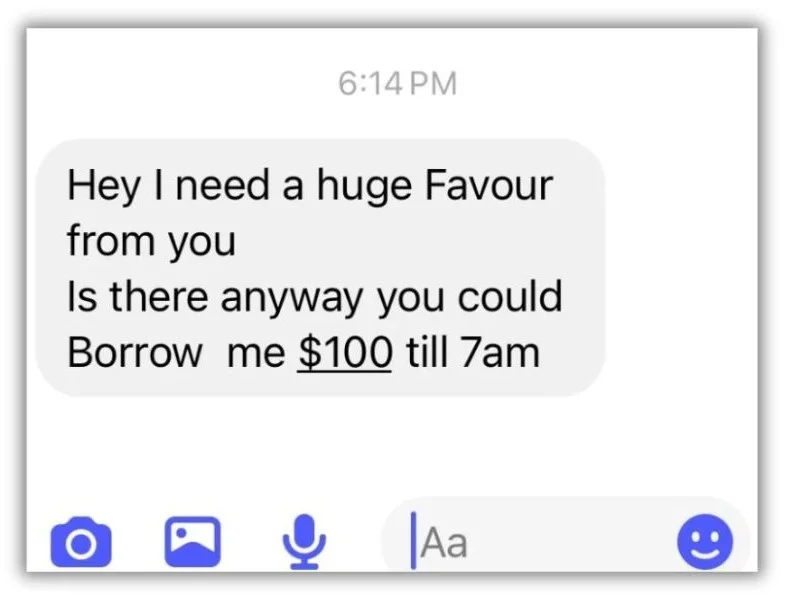 6:14 PM
Hey I need a huge Favour
from you
Is there anyway you could
Borrow  me $100 till 7am
Aa